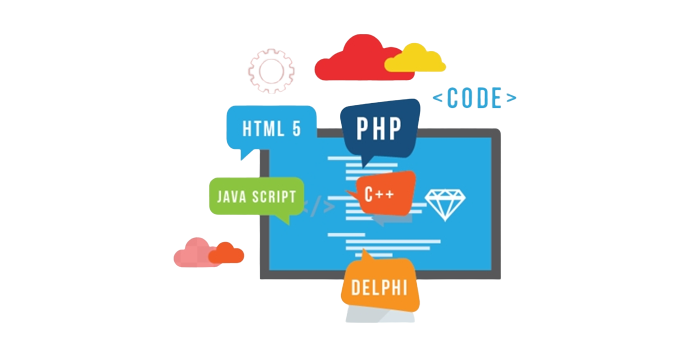 <CODE>
HTML 5
PHP
JAVA SCRIPT
</>
C++
DELPHI